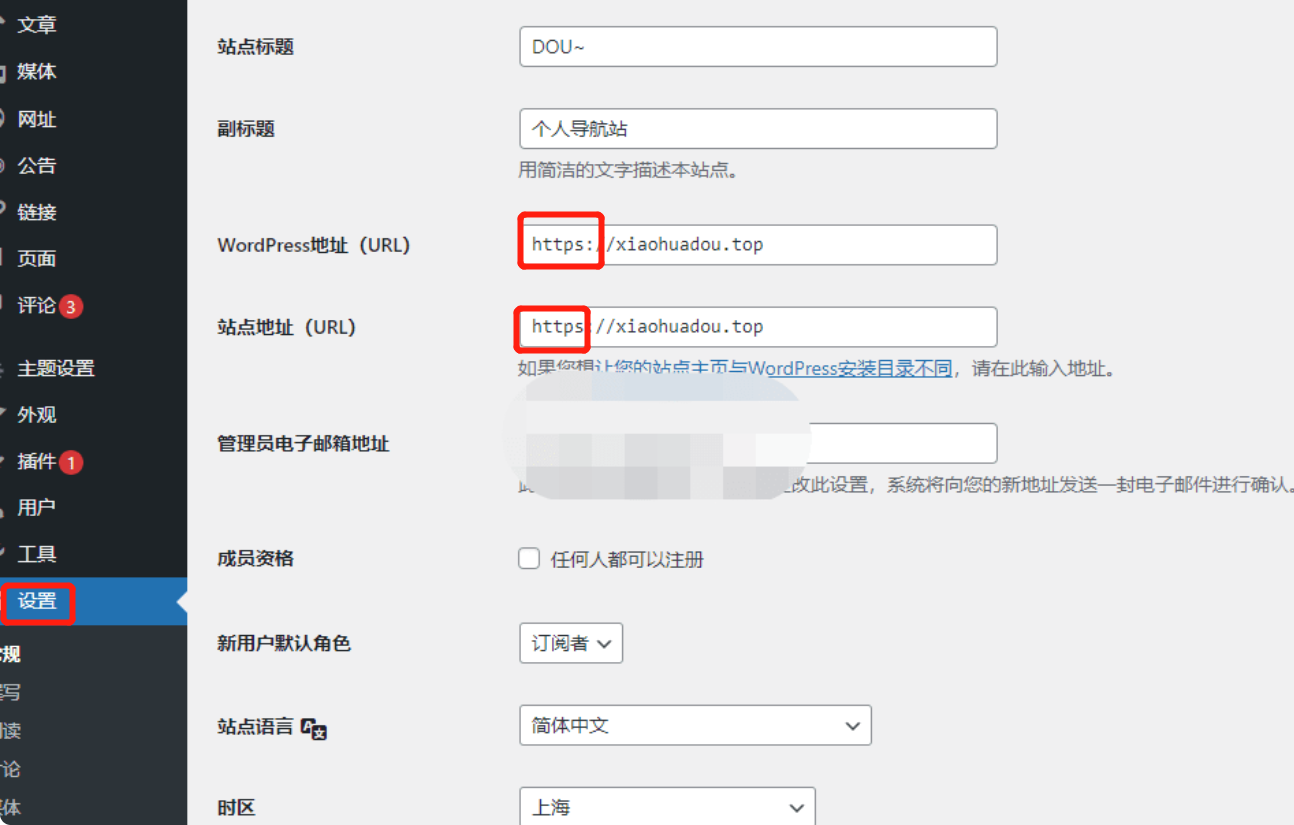 文章
媒体
网址
公告
链接
页面
评论 3
主题设置
外观
插件 1
用户
工具
设置
规
写
读
论
体
站点标题
DOU~
副标题
个人导航站
用简洁的文字描述本站点。
WordPress地址（URL）
https://xiaohuadou.top
站点地址（URL）
https://xiaohuadou.top
如果您想让您的站点主页与WordPress安装目录不同，请在此输入地址。
管理员电子邮箱地址
改此设置，系统将向您的新地址发送一封电子邮件进行确认。
成员资格
任何人都可以注册
新用户默认角色
订阅者
站点语言
简体中文
时区
上海